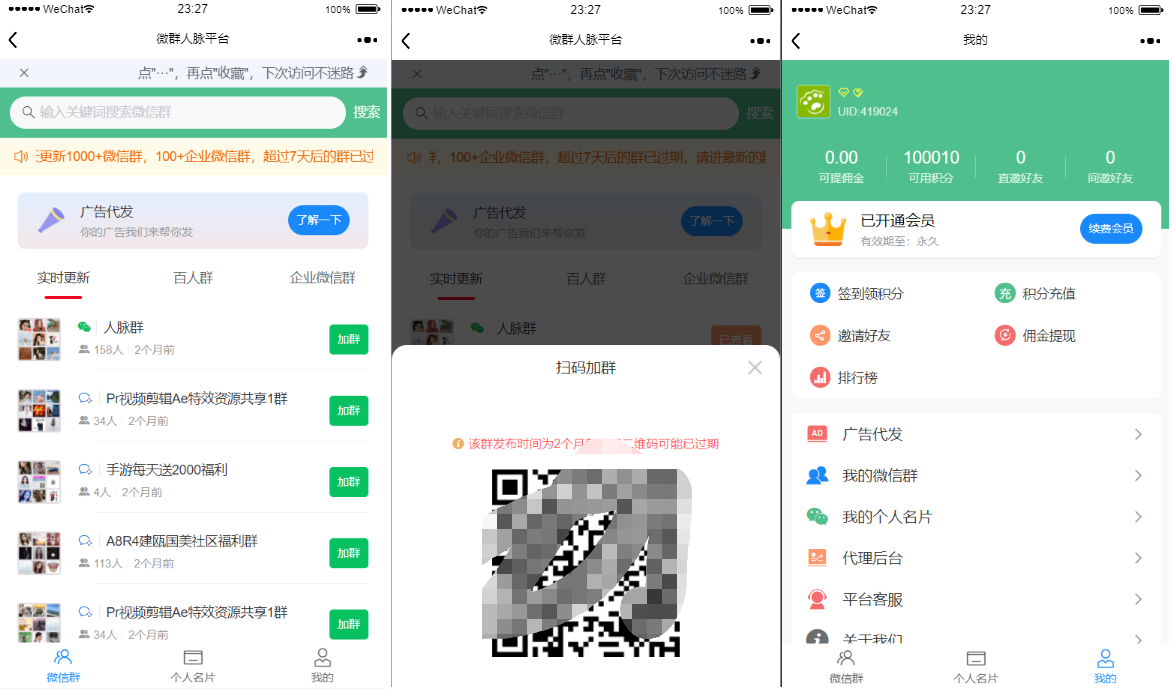 WeChat 23:27 100%
微群人脉平台
点"···"，再点"收藏"，下次访问不迷路
输入关键词搜索微信群 搜索
更新1000+微信群，100+企业微信群，超过7天后的群已过
广告代发
你的广告我们来帮你发
了解一下
实时更新 百人群 企业微信群
人脉群
158人 2个月前
加群
Pr视频剪辑Ae特效资源共享1群
34人 2个月前
加群
手游每天送2000福利
4人 2个月前
加群
A8R4建瓯国美社区福利群
113人 2个月前
加群
Pr视频剪辑Ae特效资源共享1群
34人 2个月前
加群
微信群 个人名片 我的
WeChat 23:27 100%
微群人脉平台
点"···"，再点"收藏"，下次访问不迷路
输入关键词搜索微信群 搜索
，100+企业微信群，超过7天后的群已过期，请进最新的
广告代发
你的广告我们来帮你发
了解一下
实时更新 百人群 企业微信群
人脉群
已查看
扫码加群
该群发布时间为2个月 二维码可能已过期
WeChat 23:27 100%
我的
UID:419024
0.00 100010 0 0
可提佣金 可用积分 直邀好友 间邀好友
已开通会员
有效期至：永久
续费会员
签 签到领积分 充 积分充值
邀请好友 佣金提现
排行榜
AD 广告代发
我的微信群
我的个人名片
代理后台
平台客服
关于我们
微信群 个人名片 我的